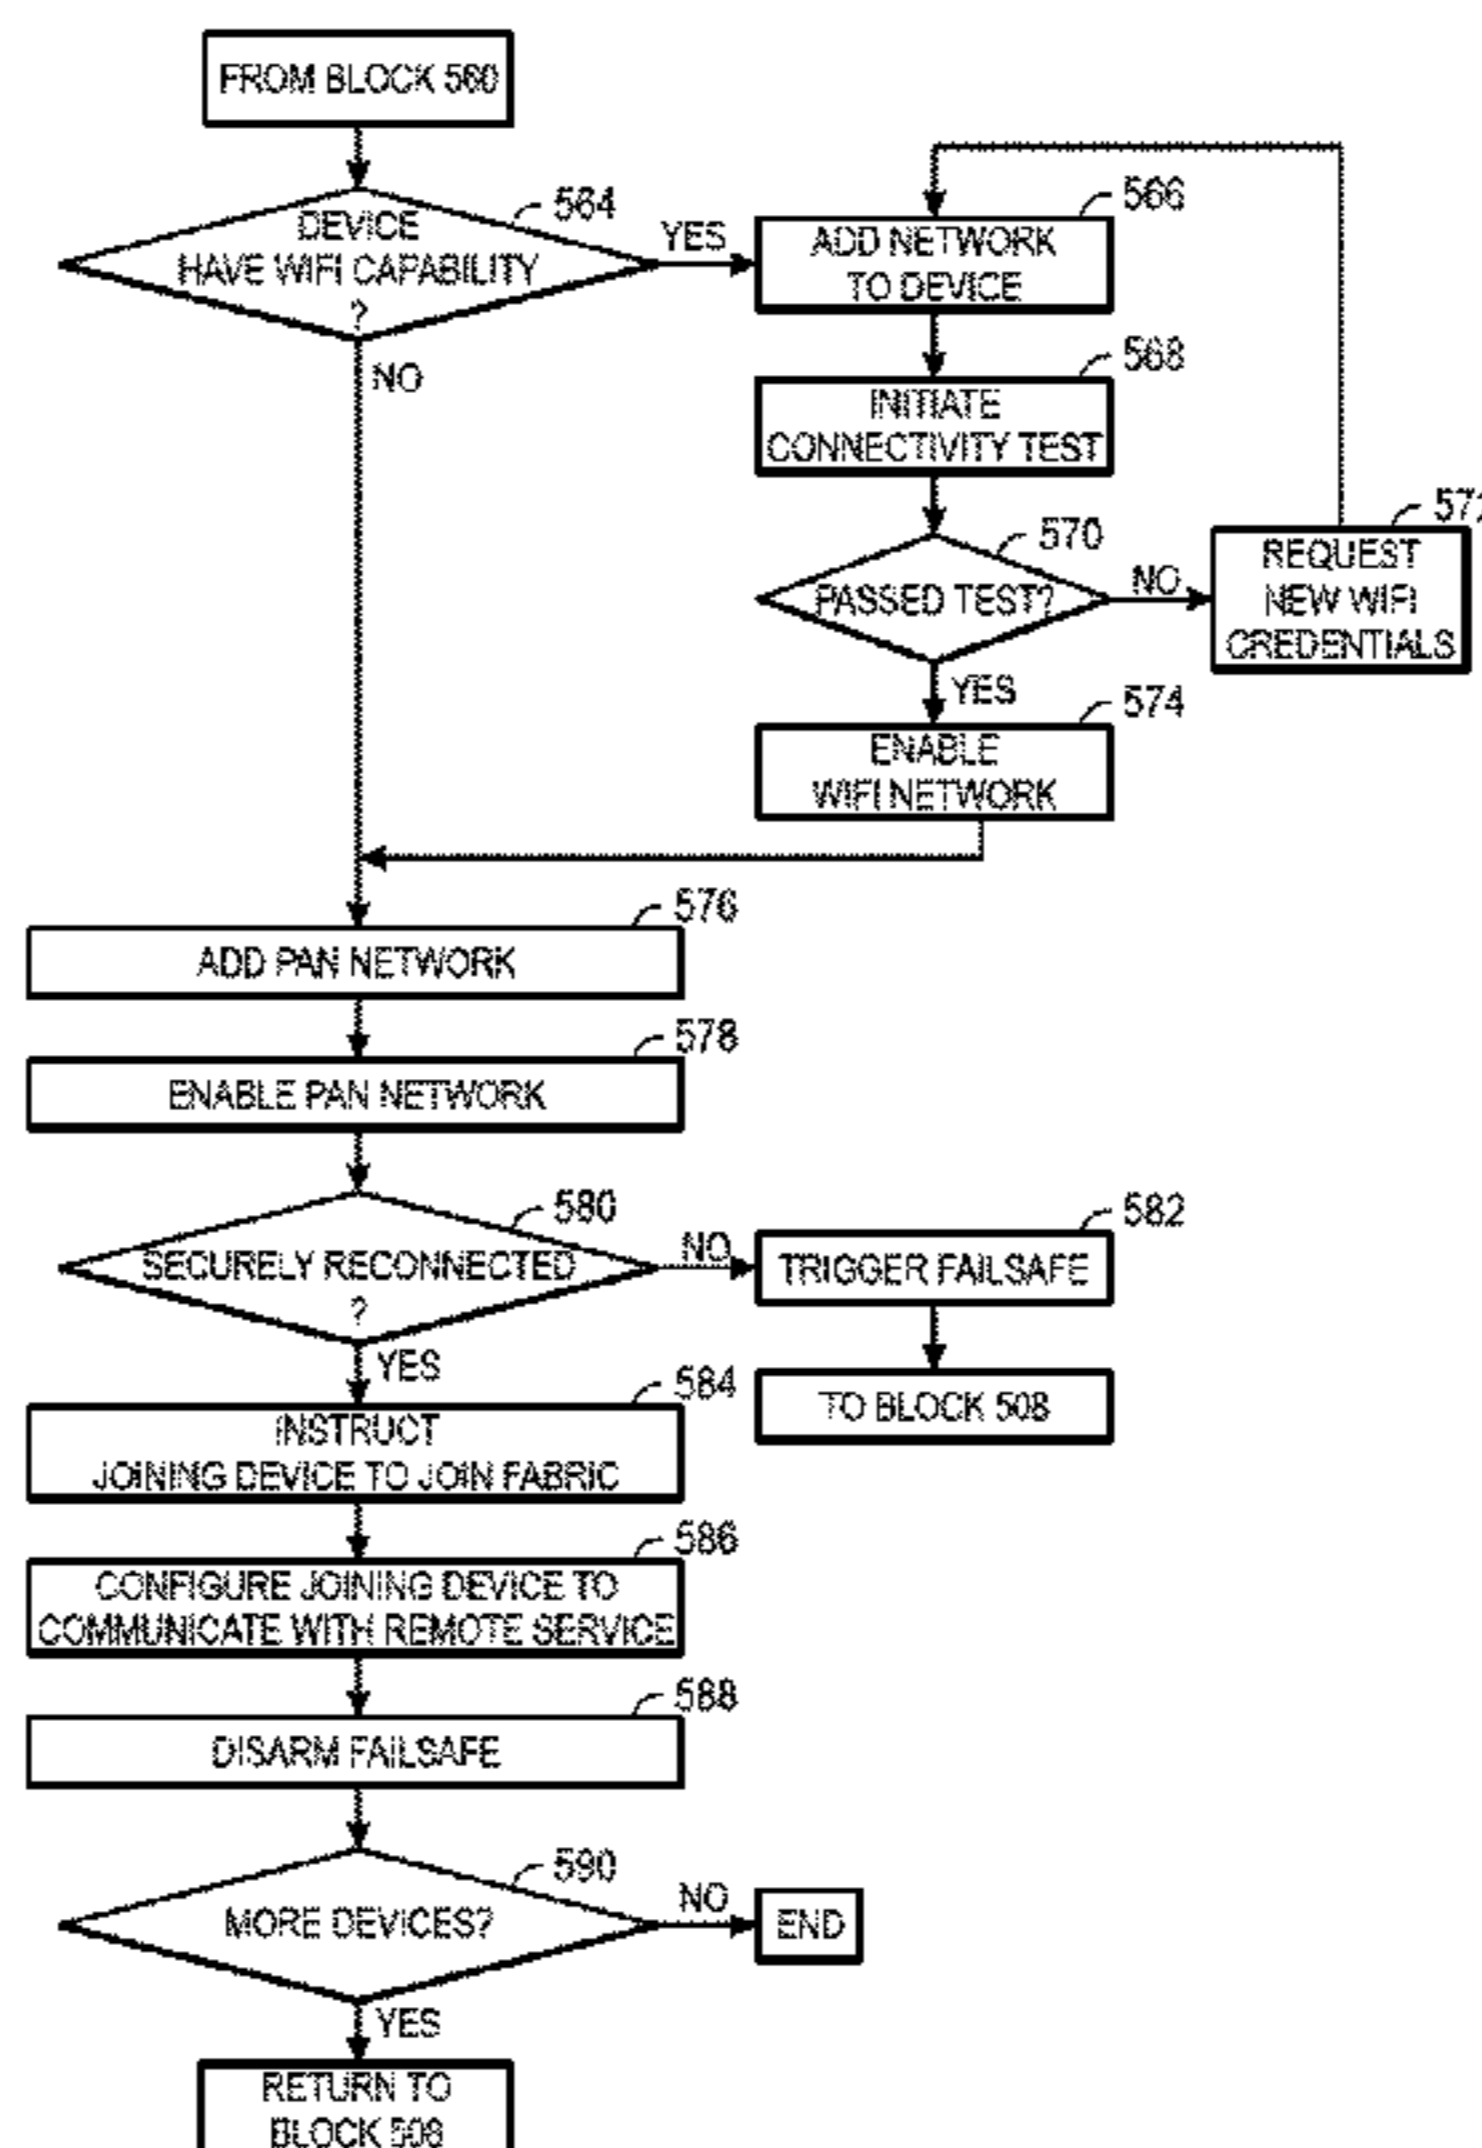 FROM BLOCK 560
564
DEVICE
HAVE WIFI CAPABILITY
?
YES
NO
566
ADD NETWORK
TO DEVICE
568
INITIATE
CONNECTIVITY TEST
570
PASSED TEST?
NO
YES
REQUEST
NEW WIFI
CREDENTIALS
574
ENABLE
WIFI NETWORK
576
ADD PAN NETWORK
578
ENABLE PAN NETWORK
580
SECURELY RECONNECTED
?
NO
YES
582
TRIGGER FAILSAFE
TO BLOCK 508
584
INSTRUCT
JOINING DEVICE TO JOIN FABRIC
586
CONFIGURE JOINING DEVICE TO
COMMUNICATE WITH REMOTE SERVICE
588
DISARM FAILSAFE
590
MORE DEVICES?
NO
END
YES
RETURN TO
BLOCK 508